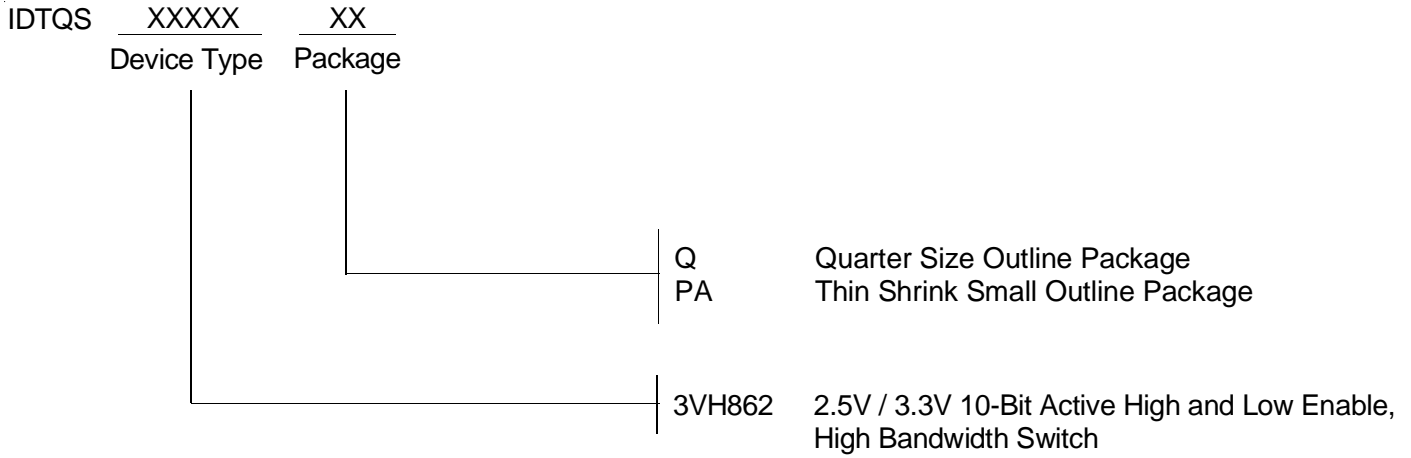 IDTQS XXXXX XX
Device Type Package
Q Quarter Size Outline Package
PA Thin Shrink Small Outline Package
3VH862 2.5V / 3.3V 10-Bit Active High and Low Enable,
High Bandwidth Switch